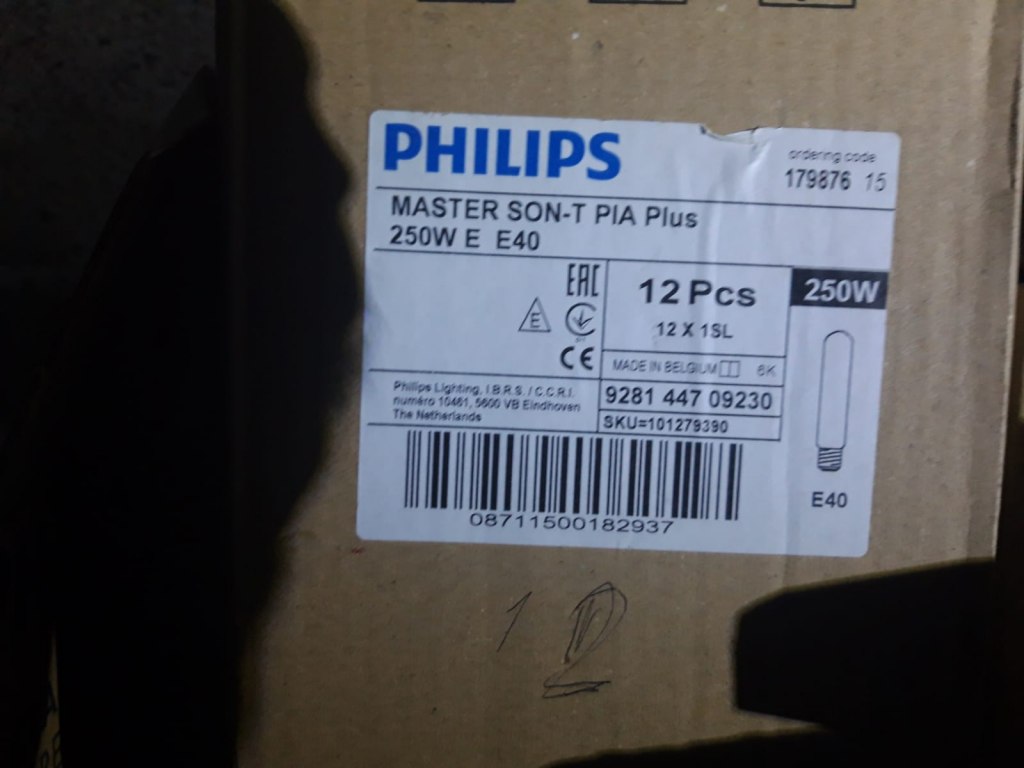 PHILIPS
ordering code
179876 15
MASTER SON-T PIA Plus
250W E E40
EAC
E
CE
12 Pcs
12 X 1SL
250W
MADE IN BELGIUM 6K
9281 447 09230
SKU=101279390
Philips Lighting, I.B.R.S. / C.C.R.I.
numéro 10461, 5600 VB Eindhoven
The Netherlands
E40
08711500182937
12